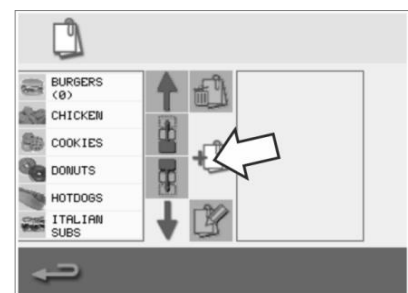 BURGERS
(0)
CHICKEN
COOKIES
DONUTS
HOTDOGS
ITALIAN
SUBS